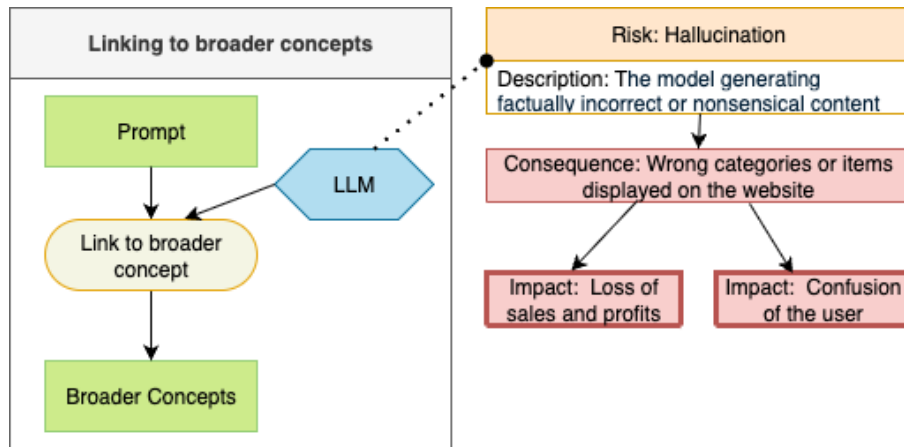 Linking to broader concepts
Prompt
LLM
Link to broader
concept
Broader Concepts
Risk: Hallucination
Description: The model generating
factually incorrect or nonsensical content
Consequence: Wrong categories or items
displayed on the website
Impact: Loss of
sales and profits
Impact: Confusion
of the user